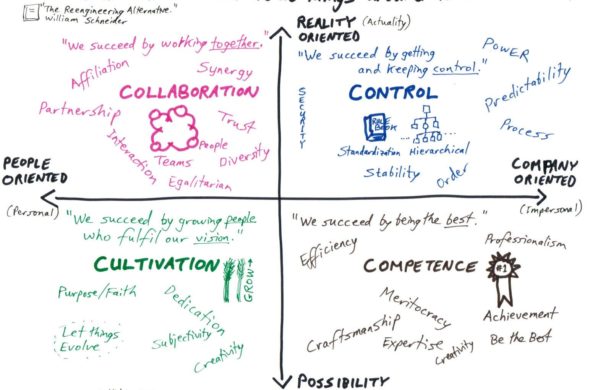 "The Reengineering Alternative."
William Schneider
REALITY (Actuality)
ORIENTED
"We succeed by working together."
Affiliation
Synergy
COLLABORATION
Partnership
Trust
Interaction
People
Diversity
Teams
Egalitarian
"We succeed by getting
and keeping control."
POWER
SECURITY
CONTROL
Predictability
RULE
BOOK
Process
Standardization
Hierarchical
Stability
Order
PEOPLE
ORIENTED
(Personal)
COMPANY
ORIENTED
(Impersonal)
"We succeed by growing people
who fulfil our vision."
CULTIVATION
GROW
Purpose/Faith
Dedication
Let things
Evolve
Subjectivity
Creativity
"We succeed by being the best."
Efficiency
Professionalism
COMPETENCE
#1
Meritocracy
Craftsmanship
Expertise
Creativity
Achievement
Be the Best
POSSIBILITY